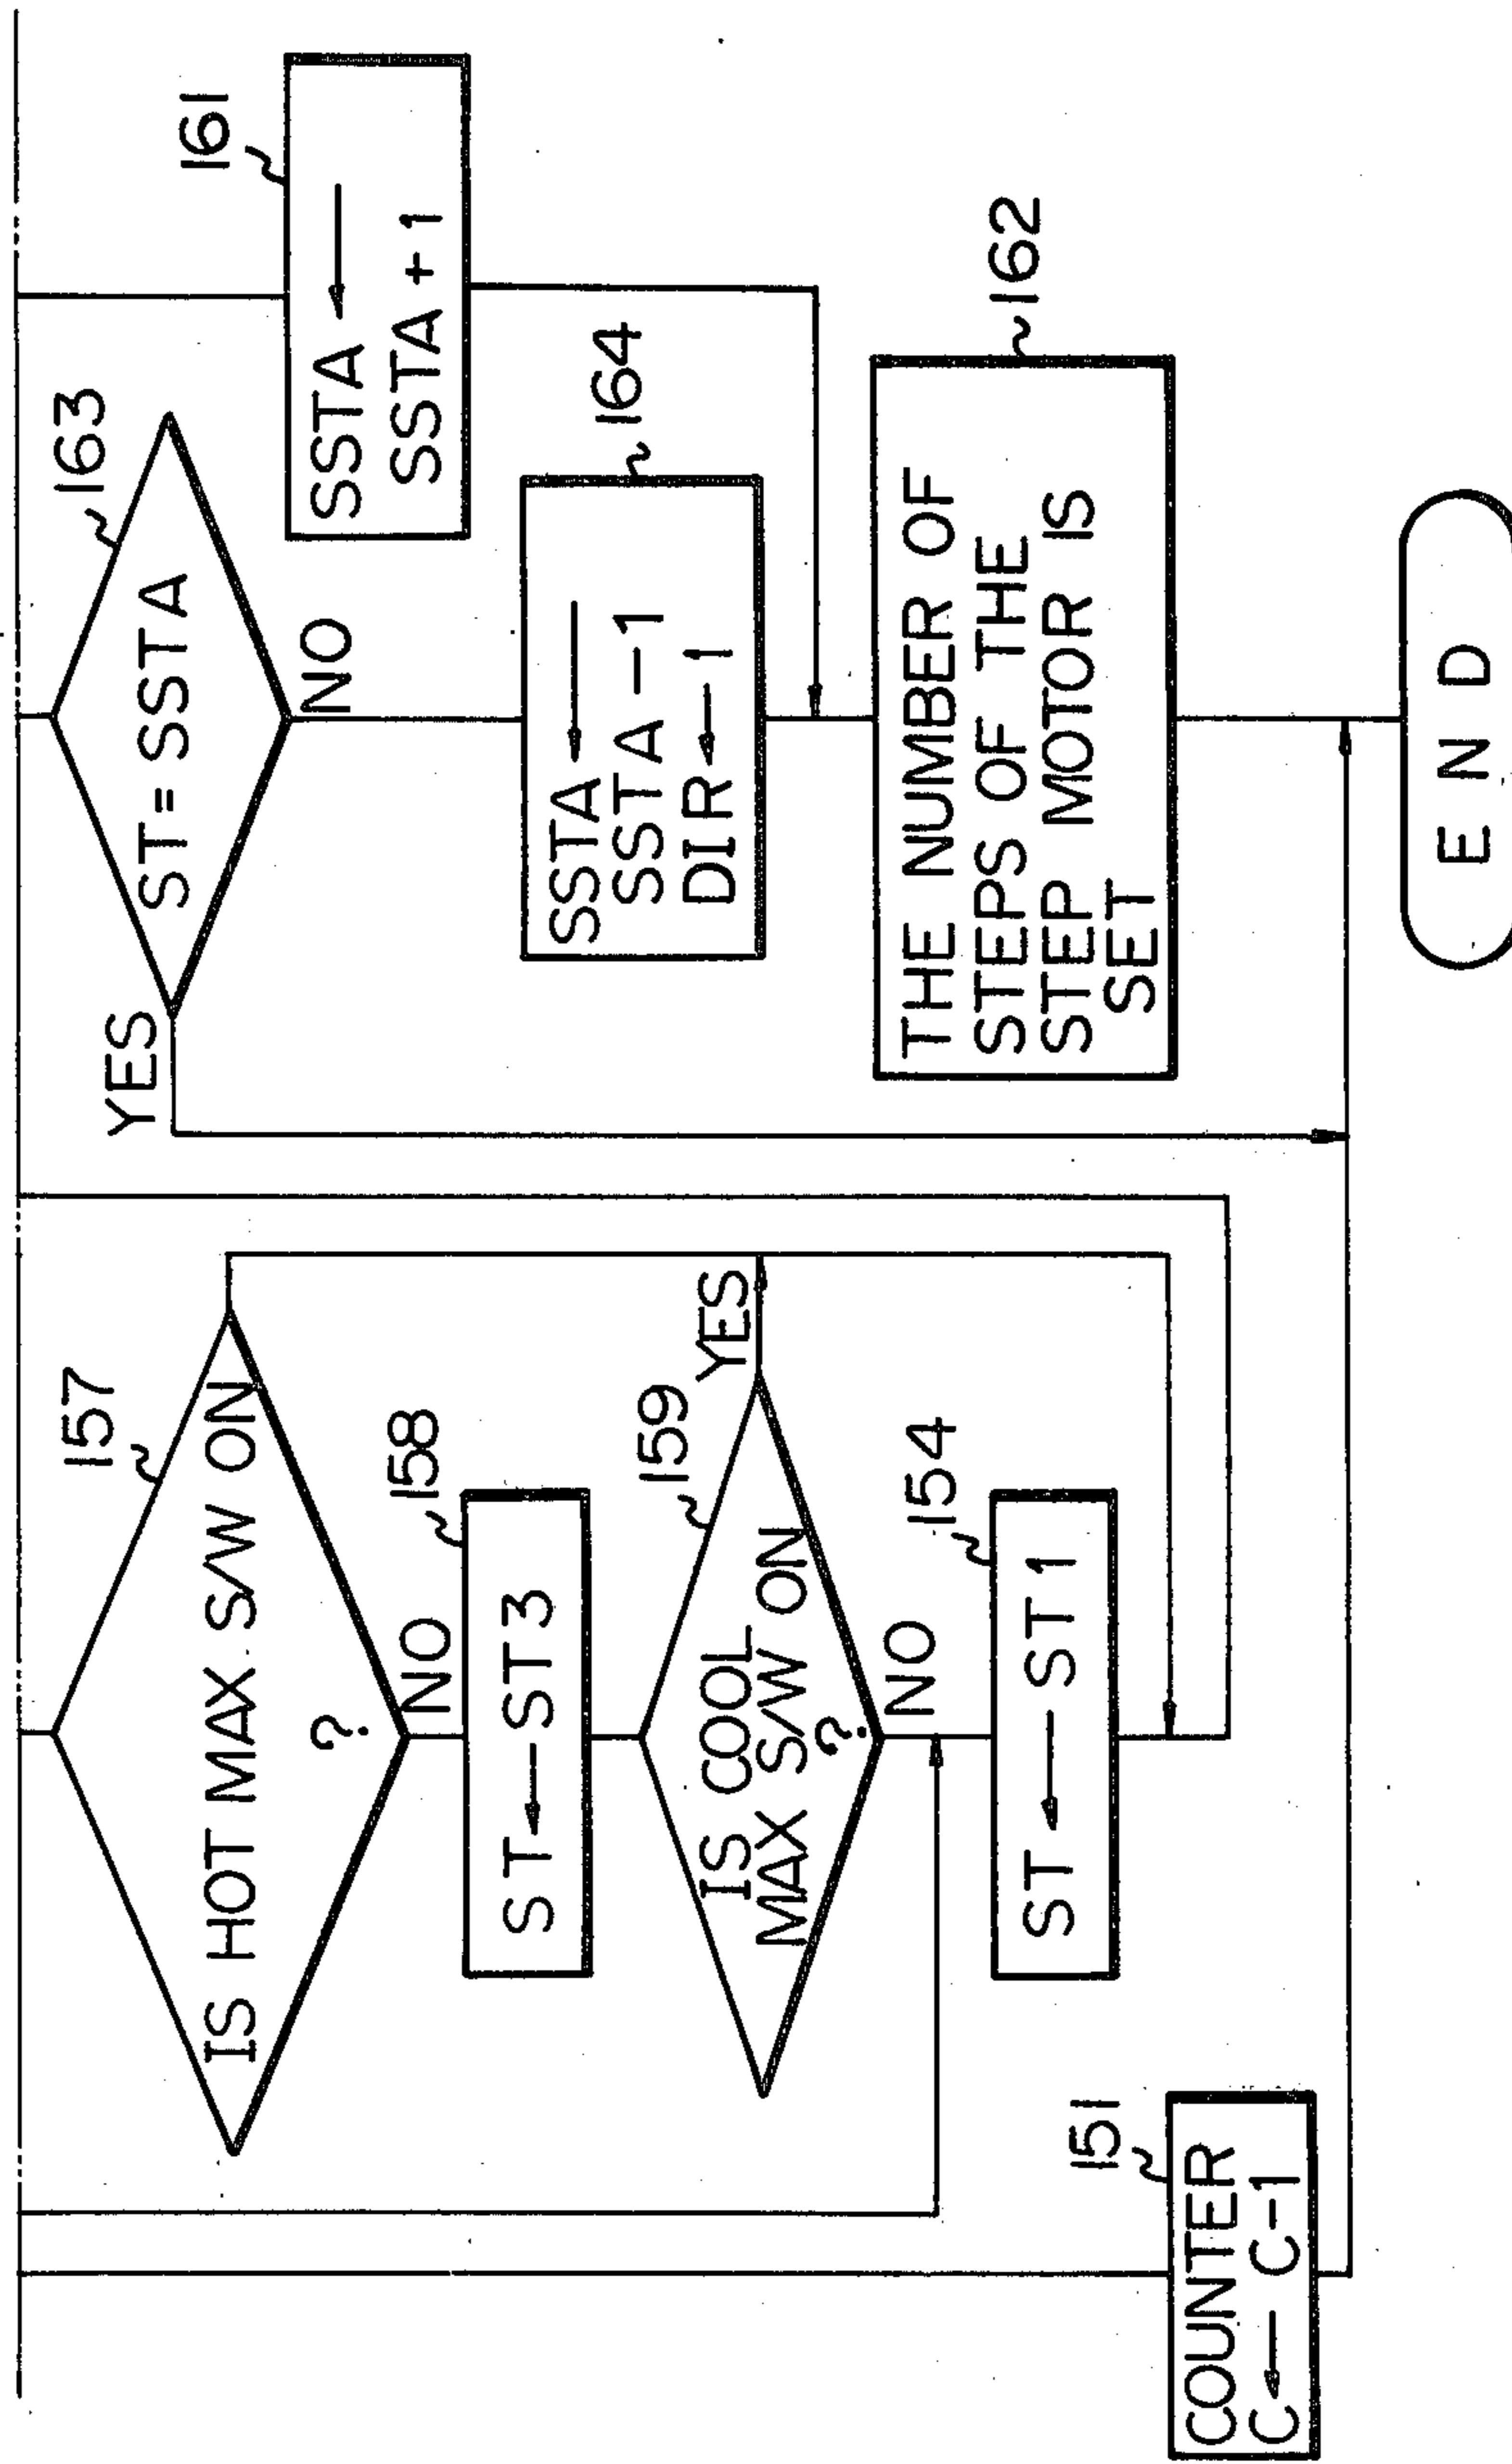 157
IS HOT MAX S/W ON
?
NO
158
ST ← ST3
159
IS COOL
MAX S/W ON
?
YES
NO
154
ST ← ST1
151
COUNTER
C ← C-1
163
ST = SSTA
YES
NO
161
SSTA ←
SSTA + 1
164
SSTA ←
SSTA - 1
DIR ← 1
162
THE NUMBER OF
STEPS OF THE
STEP MOTOR IS
SET
END